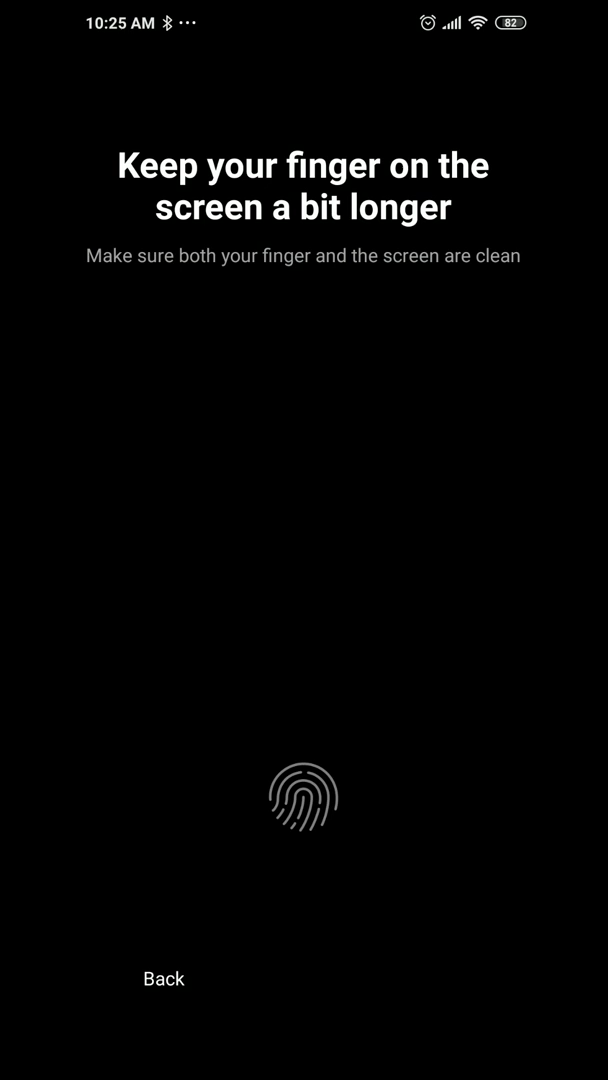 10:25 AM
82
Keep your finger on the
screen a bit longer
Make sure both your finger and the screen are clean
Back